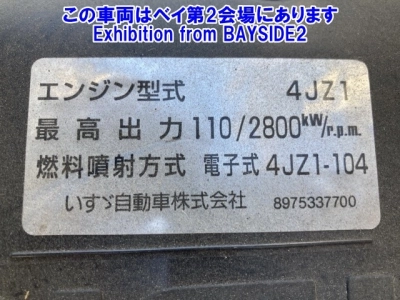 この車両はベイ第2会場にあります
Exhibition from BAYSIDE2
エンジン型式 4JZ1
最高出力 110/2800kW/r.p.m.
燃料噴射方式 電子式 4JZ1-104
いすゞ自動車株式会社 8975337700